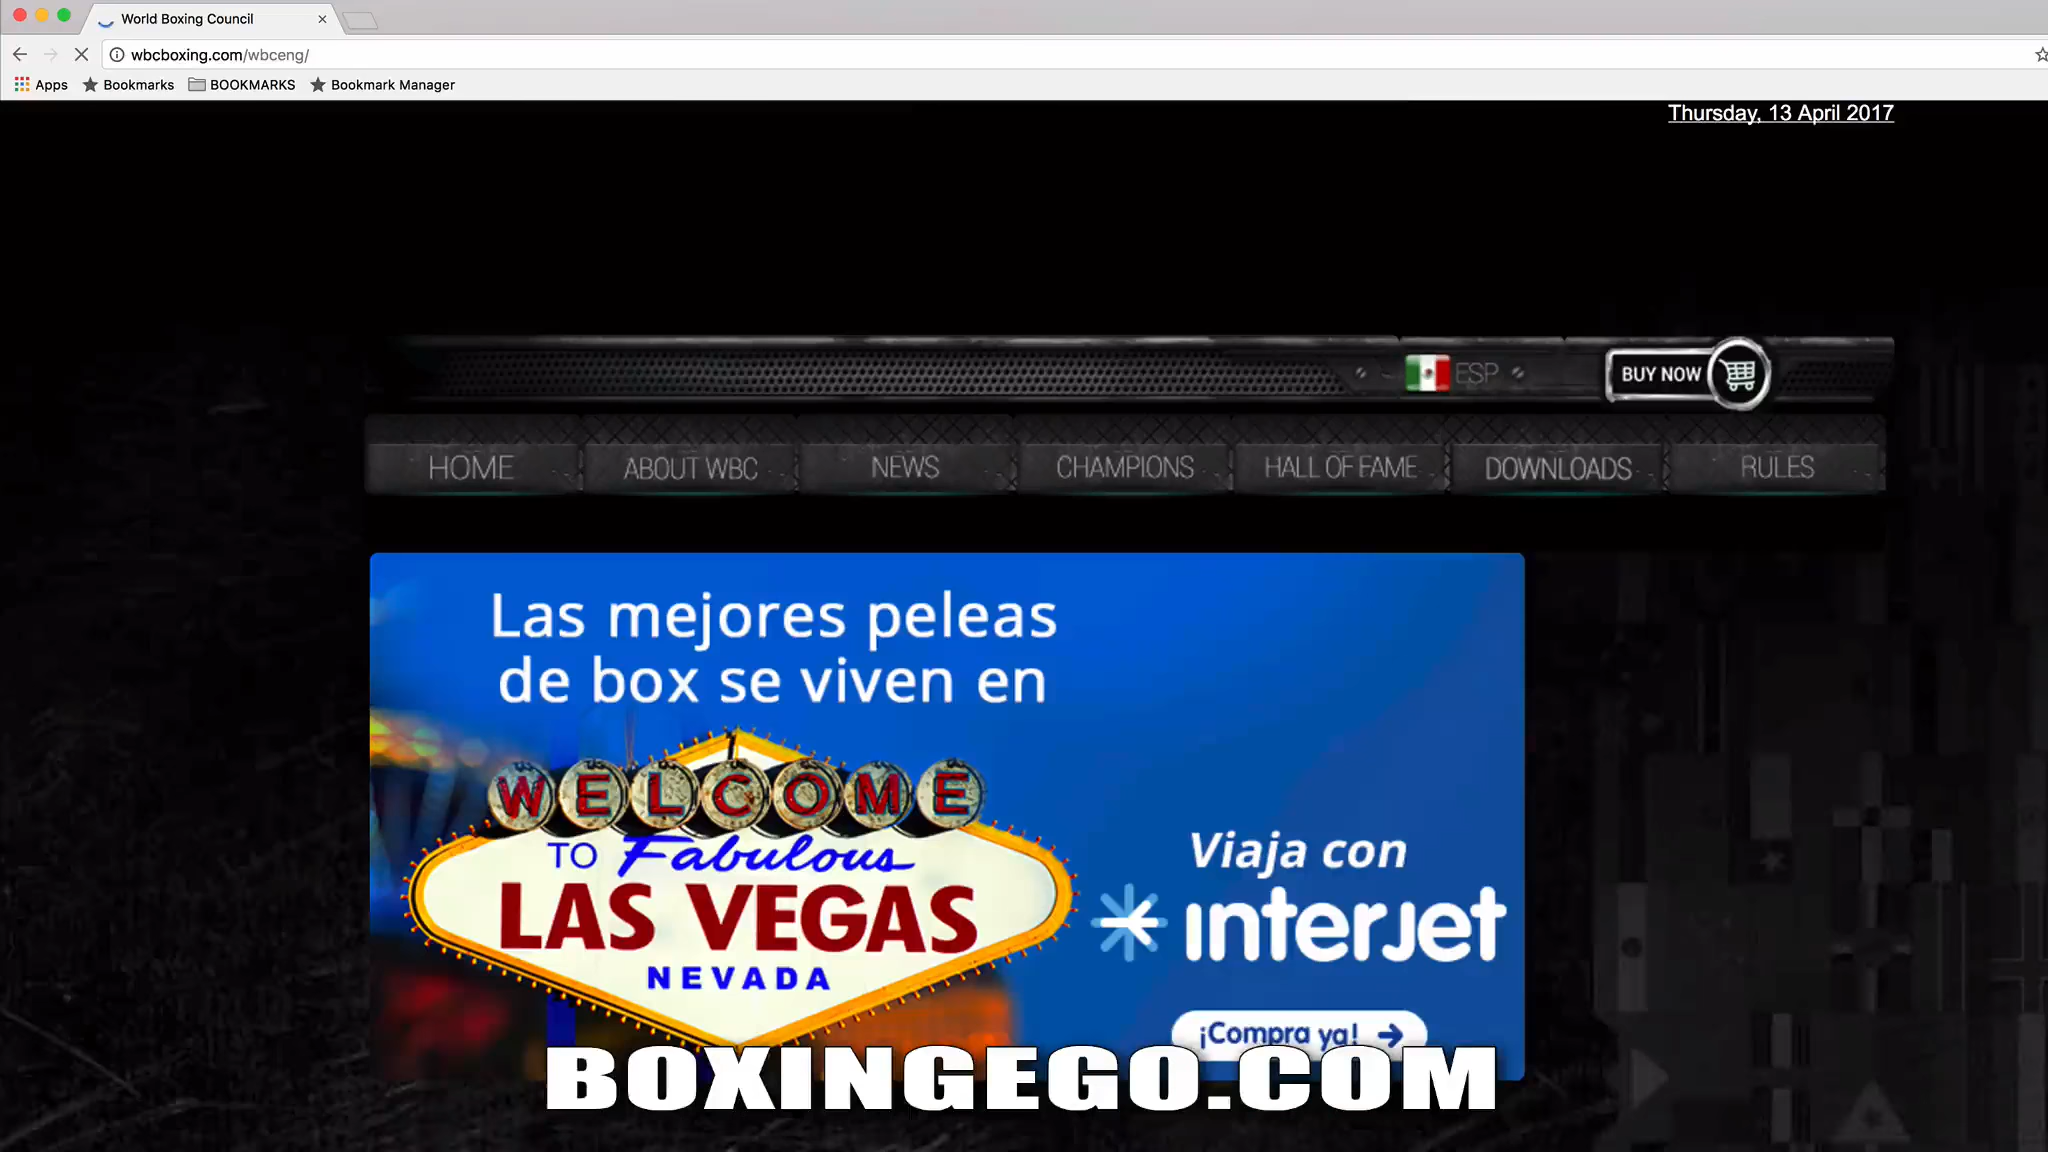 World Boxing Council
wbcboxing.com/wbceng/
Apps Bookmarks BOOKMARKS Bookmark Manager
Thursday, 13 April 2017
ESP
BUY NOW
HOME ABOUT WBC NEWS CHAMPIONS HALL OF FAME DOWNLOADS RULES
Las mejores peleas
de box se viven en
WELCOME
TO Fabulous
LAS VEGAS
NEVADA
Viaja con
interjet
¡Compra ya!
BOXINGEGO.COM